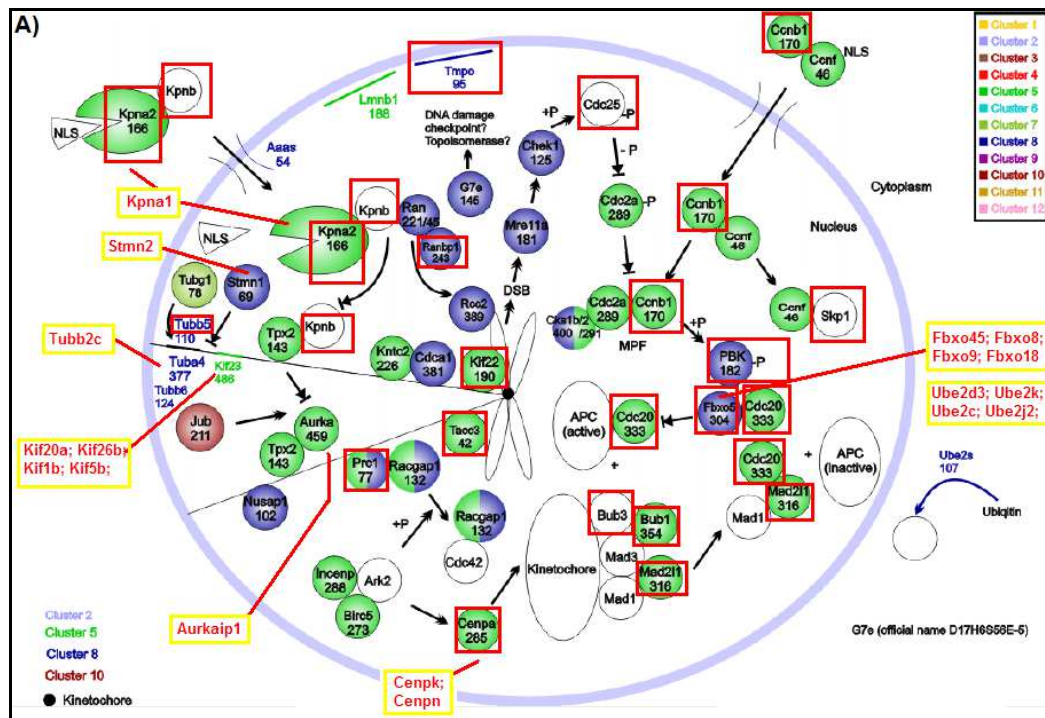 A)
Kpnb
Kpna2
166
NLS
Kpna1
Stmn2
Tubb2c
Kif20a; Kif26b;
Kif1b; Kif5b;
Aurkaip1
Cenpk;
Cenpn
Fbxo45; Fbxo8;
Fbxo9; Fbxo18
Ube2d3; Ube2k;
Ube2c; Ube2j2;
Aaas
54
Lmnb1
188
Tmpo
95
DNA damage
checkpoint?
Topoisomerase?
G7e
146
Chek1
125
+P
Cdc25
-P
- P
Mre11a
181
DSB
Cdc2a
289
-P
Ccnb1
170
Ccnf
46
NLS
Cytoplasm
Nucleus
Ccnb1
170
Ccnf
46
Ccnf
46
Skp1
Kpnb
Kpna2
166
Ran
221/45
Ranbp1
243
NLS
Rcc2
389
Tubg1
78
Stmn1
69
Tubb5
110
Tuba4
377
Tubb6
124
Kif23
486
Tpx2
143
Kpnb
Kntc2
226
Cdca1
381
Kif22
190
Cks1b/2
400
/291
Cdc2a
289
Ccnb1
170
MPF
+P
PBK
182
-P
Fbxo5
304
Cdc20
333
APC
(active)
Cdc20
333
+
Cdc20
333
+
APC
(inactive)
Mad2l1
316
Mad1
Ube2s
107
Ubiqitin
Jub
211
Aurka
459
Tpx2
143
Nusap1
102
Prc1
77
Racgap1
132
Tacc3
42
+P
Racgap1
132
Cdc42
Incenp
288
Ark2
Birc5
273
Cenpa
285
Kinetochore
Bub3
Bub1
354
Mad3
Mad2l1
316
Mad1
G7e (official name D17H6S56E-5)
Cluster 2
Cluster 5
Cluster 8
Cluster 10
Kinetochore
Cluster 1
Cluster 2
Cluster 3
Cluster 4
Cluster 5
Cluster 6
Cluster 7
Cluster 8
Cluster 9
Cluster 10
Cluster 11
Cluster 12